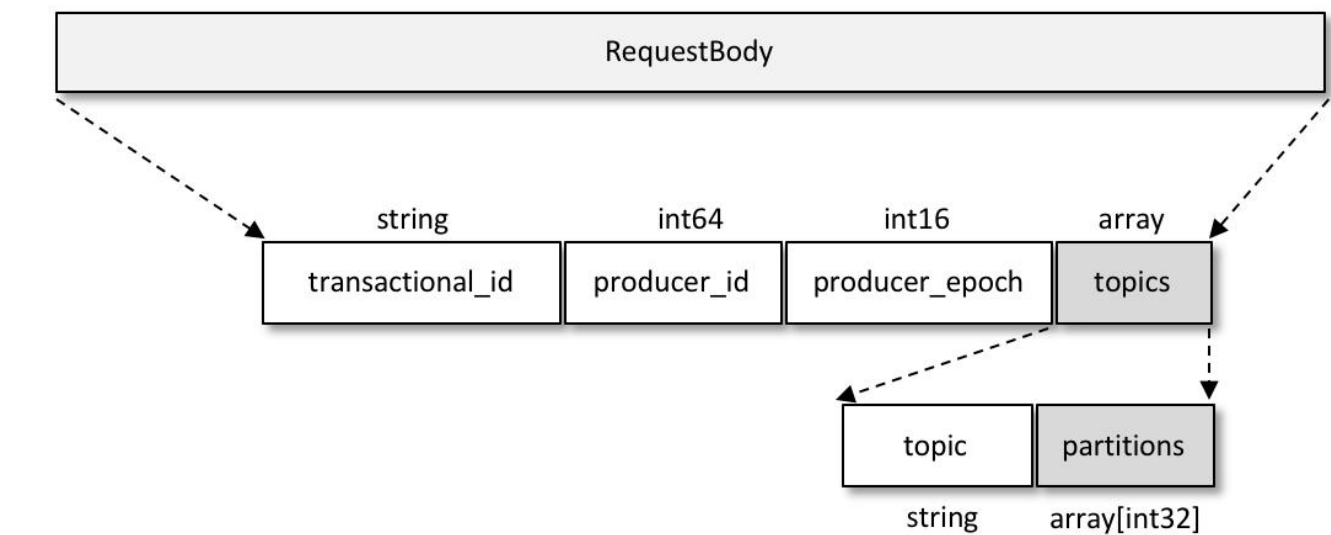 RequestBody
string int64 int16 array
transactional_id producer_id producer_epoch topics
topic partitions
string array[int32]